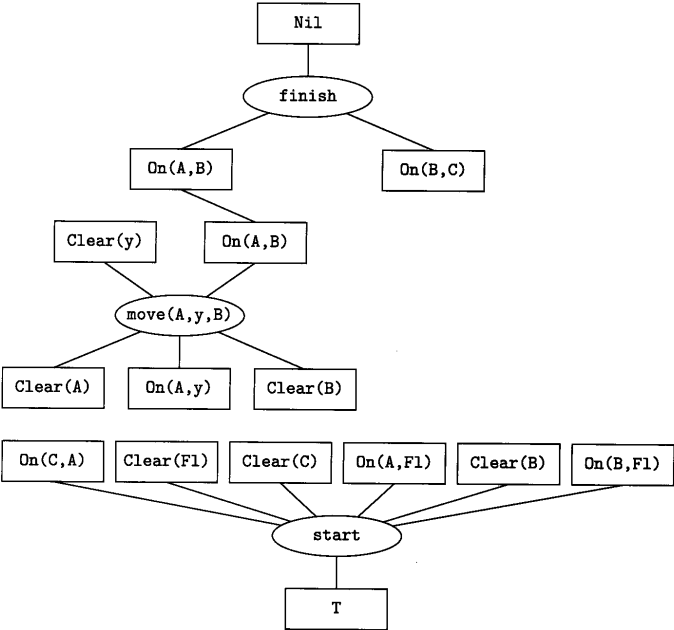 Nil
finish
On(A,B)
On(B,C)
Clear(y)
On(A,B)
move(A,y,B)
Clear(A)
On(A,y)
Clear(B)
On(C,A)
Clear(Fl)
Clear(C)
On(A,Fl)
Clear(B)
On(B,Fl)
start
T